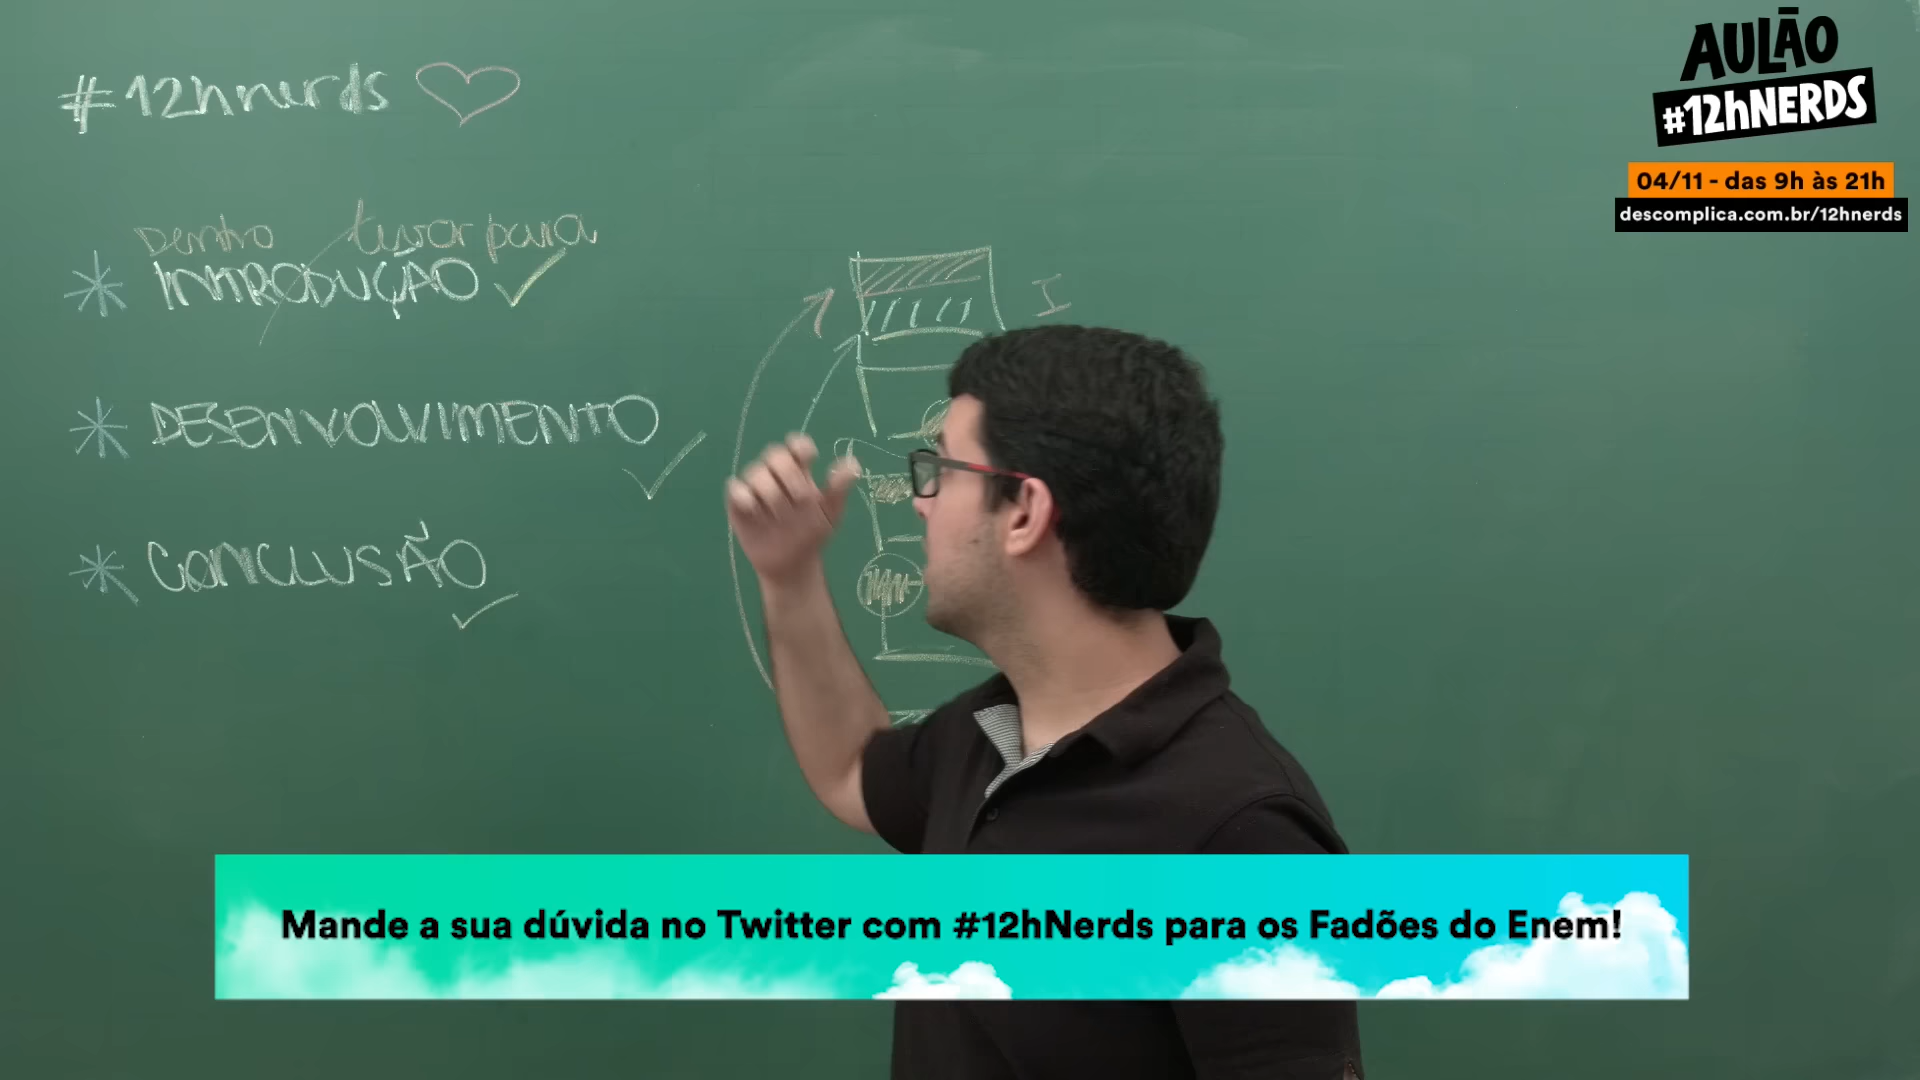 #12hnerds
Dentro tirar para
* INTRODUÇÃO
* DESENVOLVIMENTO
* CONCLUSÃO
I
AULÃO
#12hNERDS
04/11 - das 9h às 21h
descomplica.com.br/12hnerds
Mande a sua dúvida no Twitter com #12hNerds para os Fadões do Enem!